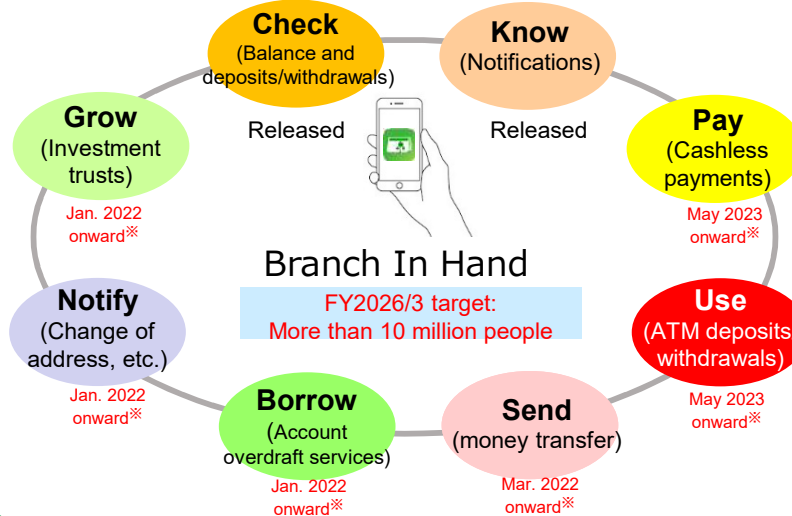 Check
(Balance and
deposits/withdrawals)
Released
Know
(Notifications)
Released
Grow
(Investment
trusts)
Jan. 2022
onward※
Pay
(Cashless
payments)
May 2023
onward※
Branch In Hand
FY2026/3 target:
More than 10 million people
Notify
(Change of
address, etc.)
Jan. 2022
onward※
Use
(ATM deposits
withdrawals)
May 2023
onward※
Borrow
(Account
overdraft services)
Jan. 2022
onward※
Send
(money transfer)
Mar. 2022
onward※